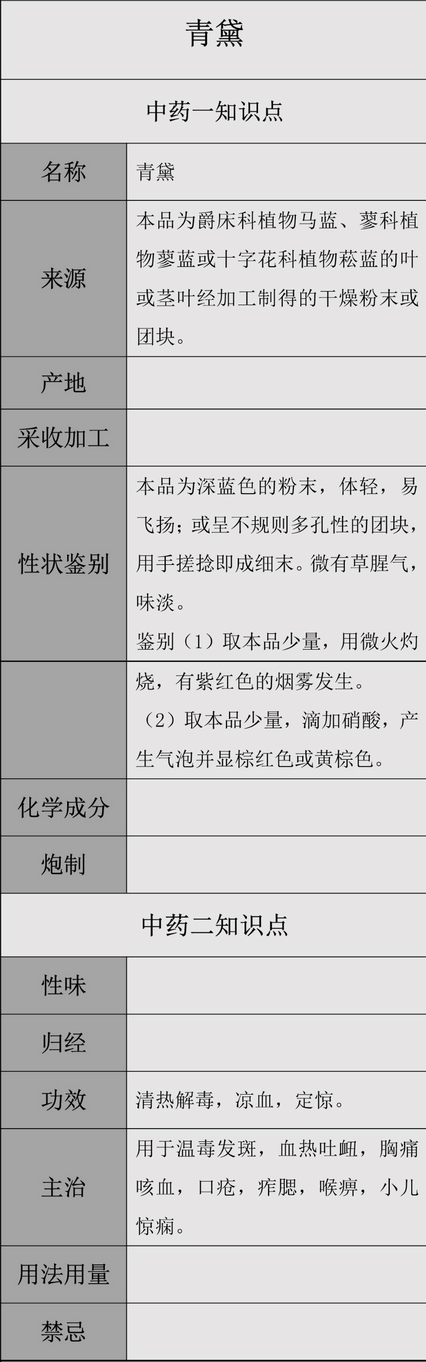 青黛
中药一知识点
名称
青黛
来源
本品为爵床科植物马蓝、蓼科植
物蓼蓝或十字花科植物菘蓝的叶
或茎叶经加工制得的干燥粉末或
团块。
产地
采收加工
性状鉴别
本品为深蓝色的粉末，体轻，易
飞扬；或呈不规则多孔性的团块，
用手搓捻即成细末。微有草腥气，
味淡。
鉴别（1）取本品少量，用微火灼
烧，有紫红色的烟雾发生。
（2）取本品少量，滴加硝酸，产
生气泡并显棕红色或黄棕色。
化学成分
炮制
中药二知识点
性味
归经
功效
清热解毒，凉血，定惊。
主治
用于温毒发斑，血热吐衄，胸痛
咳血，口疮，痄腮，喉痹，小儿
惊痫。
用法用量
禁忌